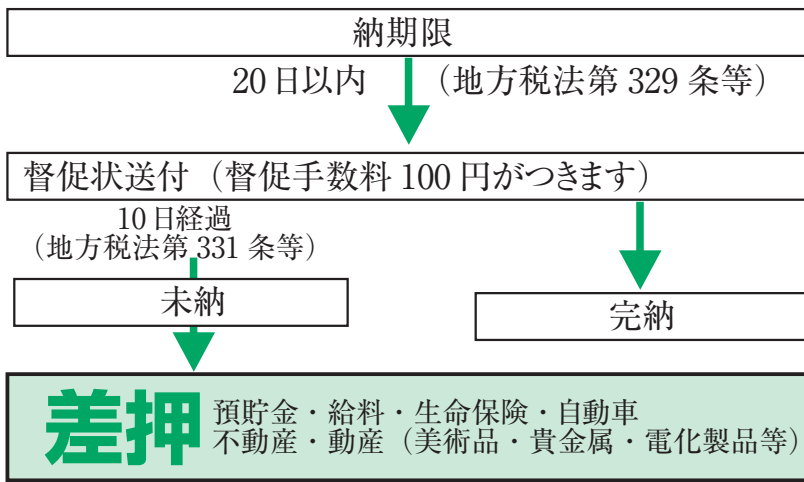 納期限
20日以内 （地方税法第 329 条等）
督促状送付（督促手数料 100 円がつきます）
10日経過
（地方税法第 331 条等）
未納
完納
差押
預貯金・給料・生命保険・自動車
不動産・動産（美術品・貴金属・電化製品等）